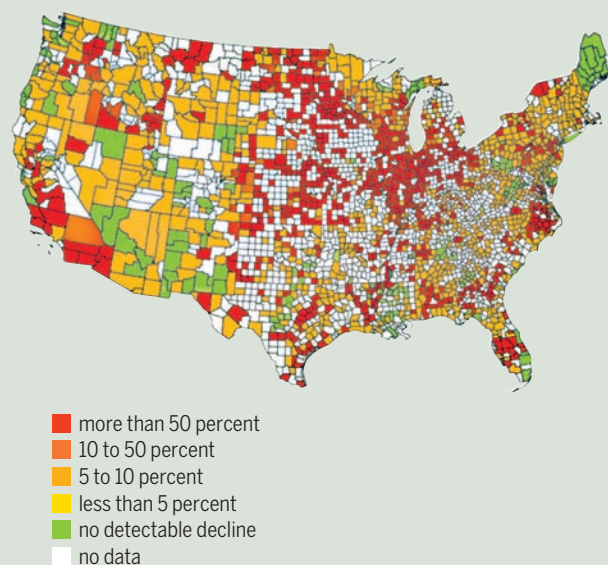 more than 50 percent
10 to 50 percent
5 to 10 percent
less than 5 percent
no detectable decline
no data